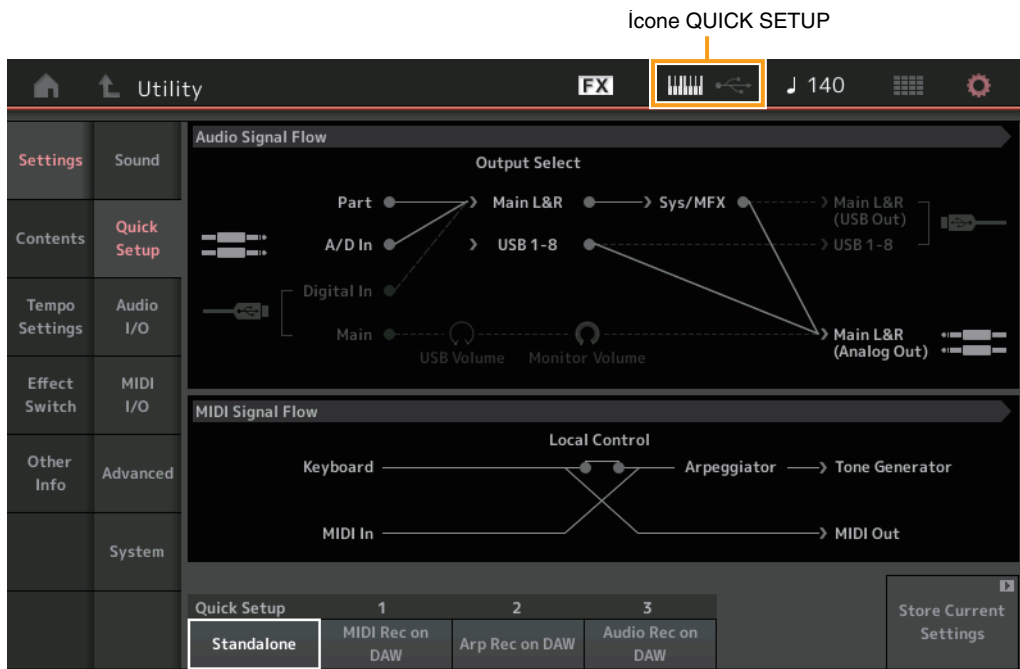 Ícone QUICK SETUP
Utility
FX
140
Settings
Sound
Contents
Quick
Setup
Tempo
Settings
Audio
I/O
Effect
Switch
MIDI
I/O
Other
Info
Advanced
System
Audio Signal Flow
Output Select
Part
Main L&R
Sys/MFX
Main L&R
(USB Out)
A/D In
USB 1-8
USB 1-8
Digital In
Main
USB Volume
Monitor Volume
Main L&R
(Analog Out)
MIDI Signal Flow
Local Control
Keyboard
Arpeggiator
Tone Generator
MIDI In
MIDI Out
Quick Setup
1
2
3
Standalone
MIDI Rec on
DAW
Arp Rec on DAW
Audio Rec on
DAW
Store Current
Settings